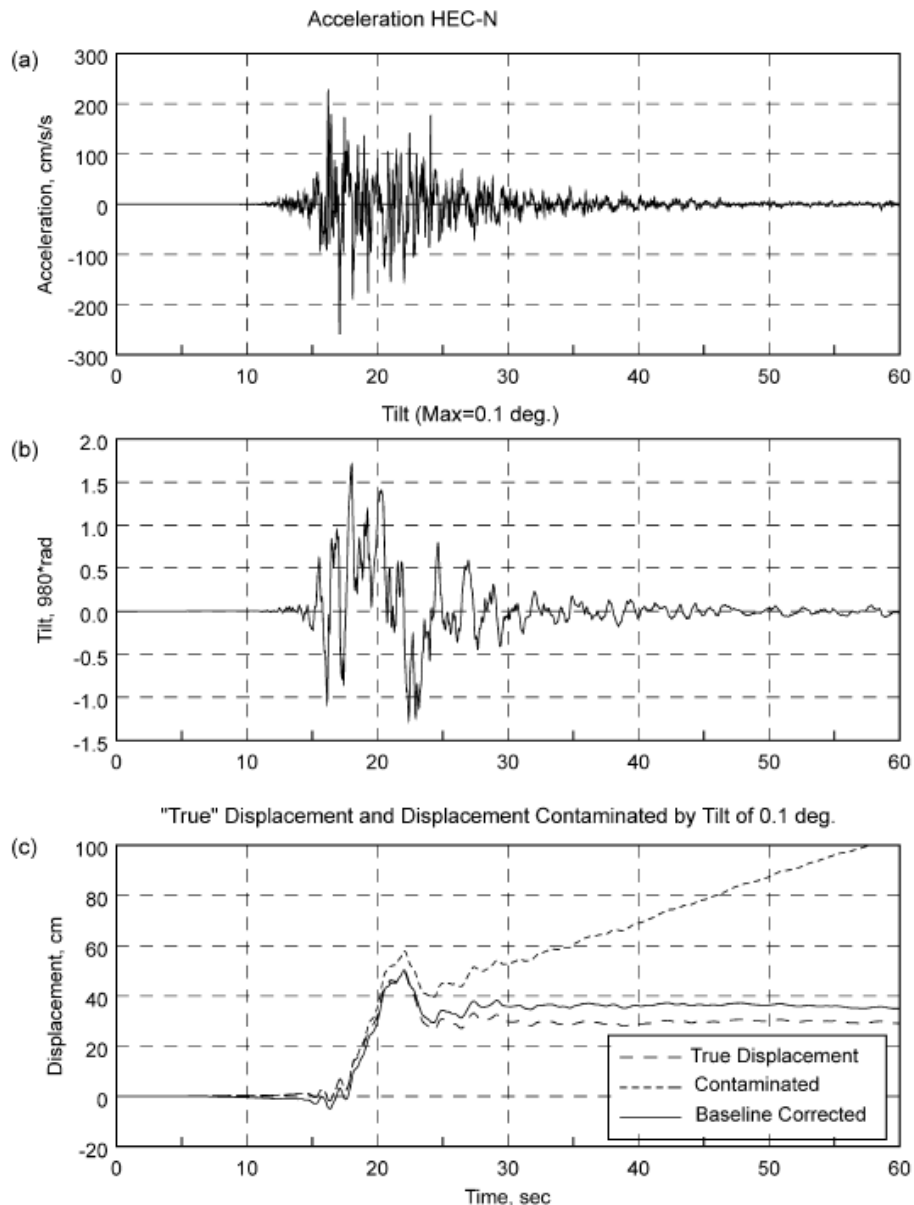 Acceleration HEC-N
(a)
Acceleration, cm/s/s
300
200
100
0
-100
-200
-300
0 10 20 30 40 50 60
Tilt (Max=0.1 deg.)
(b)
Tilt, 980*rad
2.0
1.5
1.0
0.5
0.0
-0.5
-1.0
-1.5
0 10 20 30 40 50 60
"True" Displacement and Displacement Contaminated by Tilt of 0.1 deg.
(c)
Displacement, cm
100
80
60
40
20
0
-20
True Displacement
Contaminated
Baseline Corrected
0 10 20 30 40 50 60
Time, sec